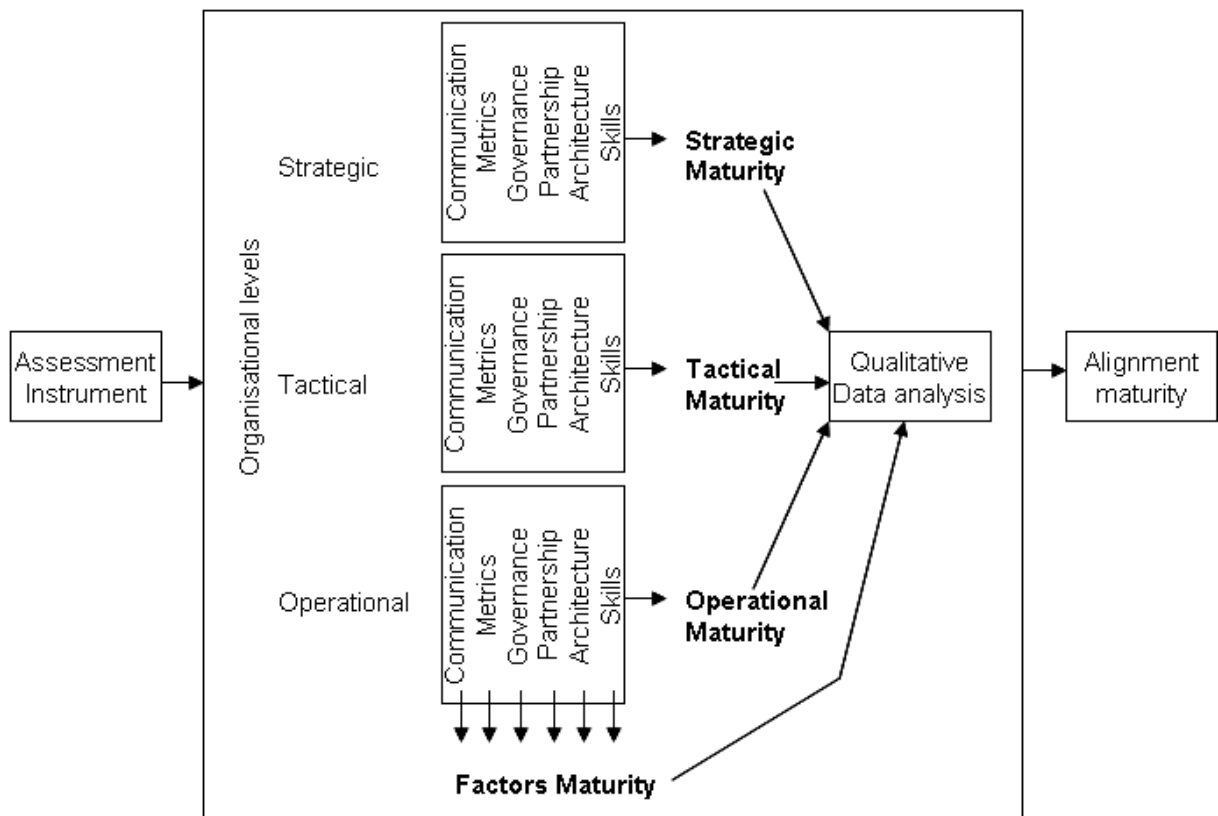 Assessment
Instrument
Organisational levels
Strategic
Communication
Metrics
Governance
Partnership
Architecture
Skills
Strategic
Maturity
Tactical
Communication
Metrics
Governance
Partnership
Architecture
Skills
Tactical
Maturity
Operational
Communication
Metrics
Governance
Partnership
Architecture
Skills
Operational
Maturity
Factors Maturity
Qualitative
Data analysis
Alignment
maturity